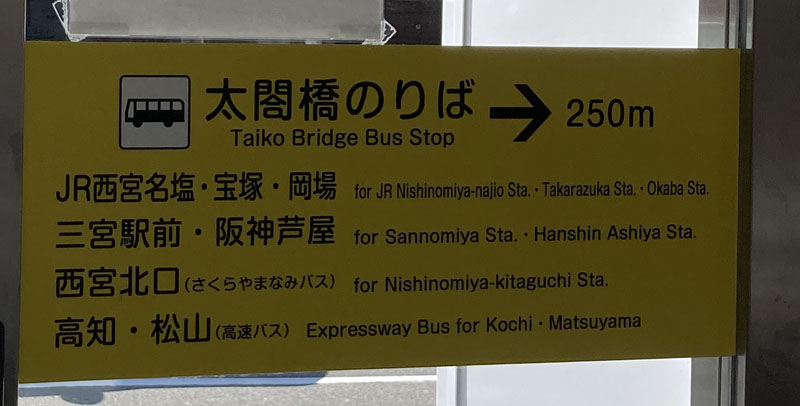 太閤橋のりば → 250m
Taiko Bridge Bus Stop
JR西宮名塩・宝塚・岡場 for JR Nishinomiya-najio Sta.・Takarazuka Sta.・Okaba Sta.
三宮駅前・阪神芦屋 for Sannomiya Sta.・Hanshin Ashiya Sta.
西宮北口(さくらやまなみバス) for Nishinomiya-kitaguchi Sta.
高知・松山(高速バス) Expressway Bus for Kochi・Matsuyama